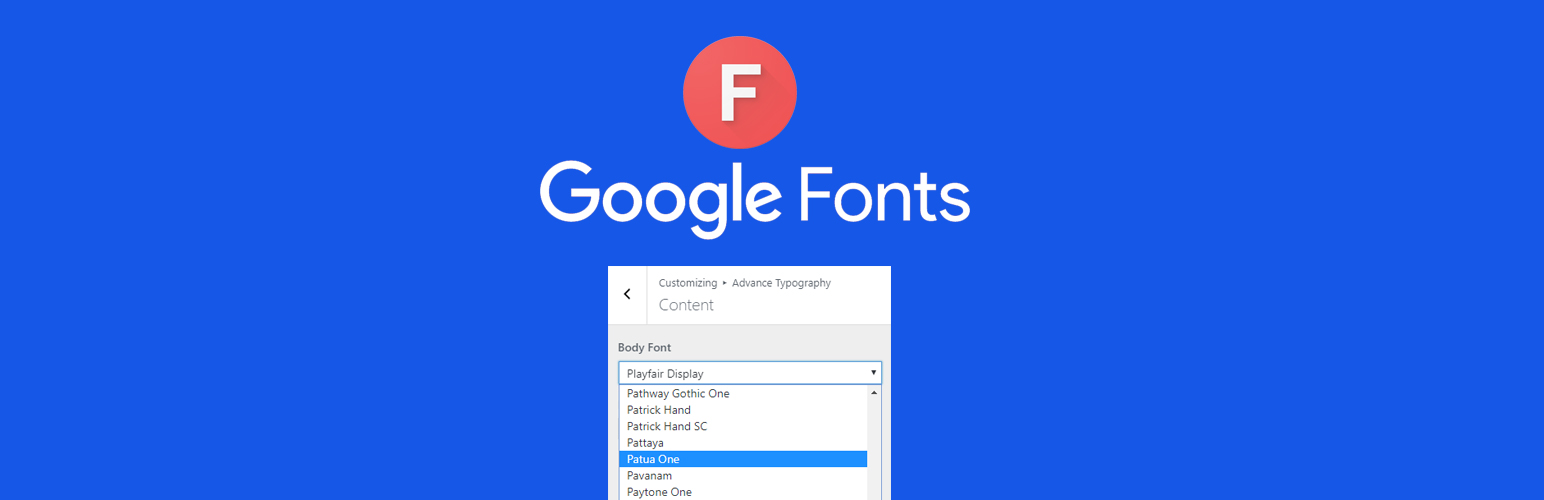 F
Google Fonts
Customizing ▸ Advance Typography
Content
Body Font
Playfair Display
Pathway Gothic One
Patrick Hand
Patrick Hand SC
Pattaya
Patua One
Pavanam
Paytone One